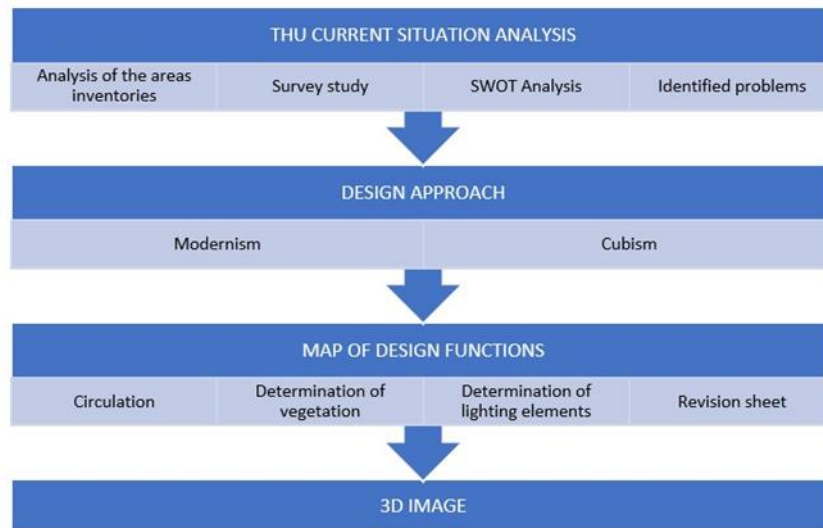 THU CURRENT SITUATION ANALYSIS
Analysis of the areas
inventories
Survey study
SWOT Analysis
Identified problems
DESIGN APPROACH
Modernism
Cubism
MAP OF DESIGN FUNCTIONS
Circulation
Determination of
vegetation
Determination of
lighting elements
Revision sheet
3D IMAGE